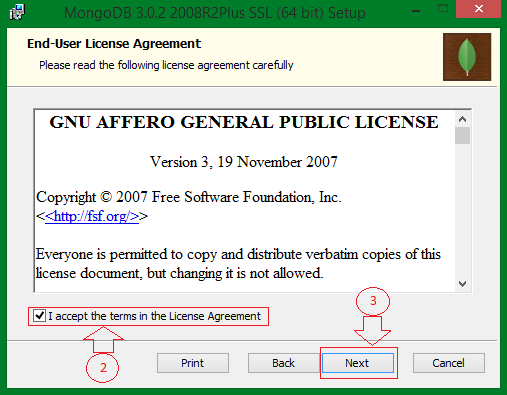 MongoDB 3.0.2 2008R2Plus SSL (64 bit) Setup
End-User License Agreement
Please read the following license agreement carefully
GNU AFFERO GENERAL PUBLIC LICENSE
Version 3, 19 November 2007
Copyright © 2007 Free Software Foundation, Inc.
<<http://fsf.org/>>
Everyone is permitted to copy and distribute verbatim copies of this
license document, but changing it is not allowed.
I accept the terms in the License Agreement
3
2
Print
Back
Next
Cancel